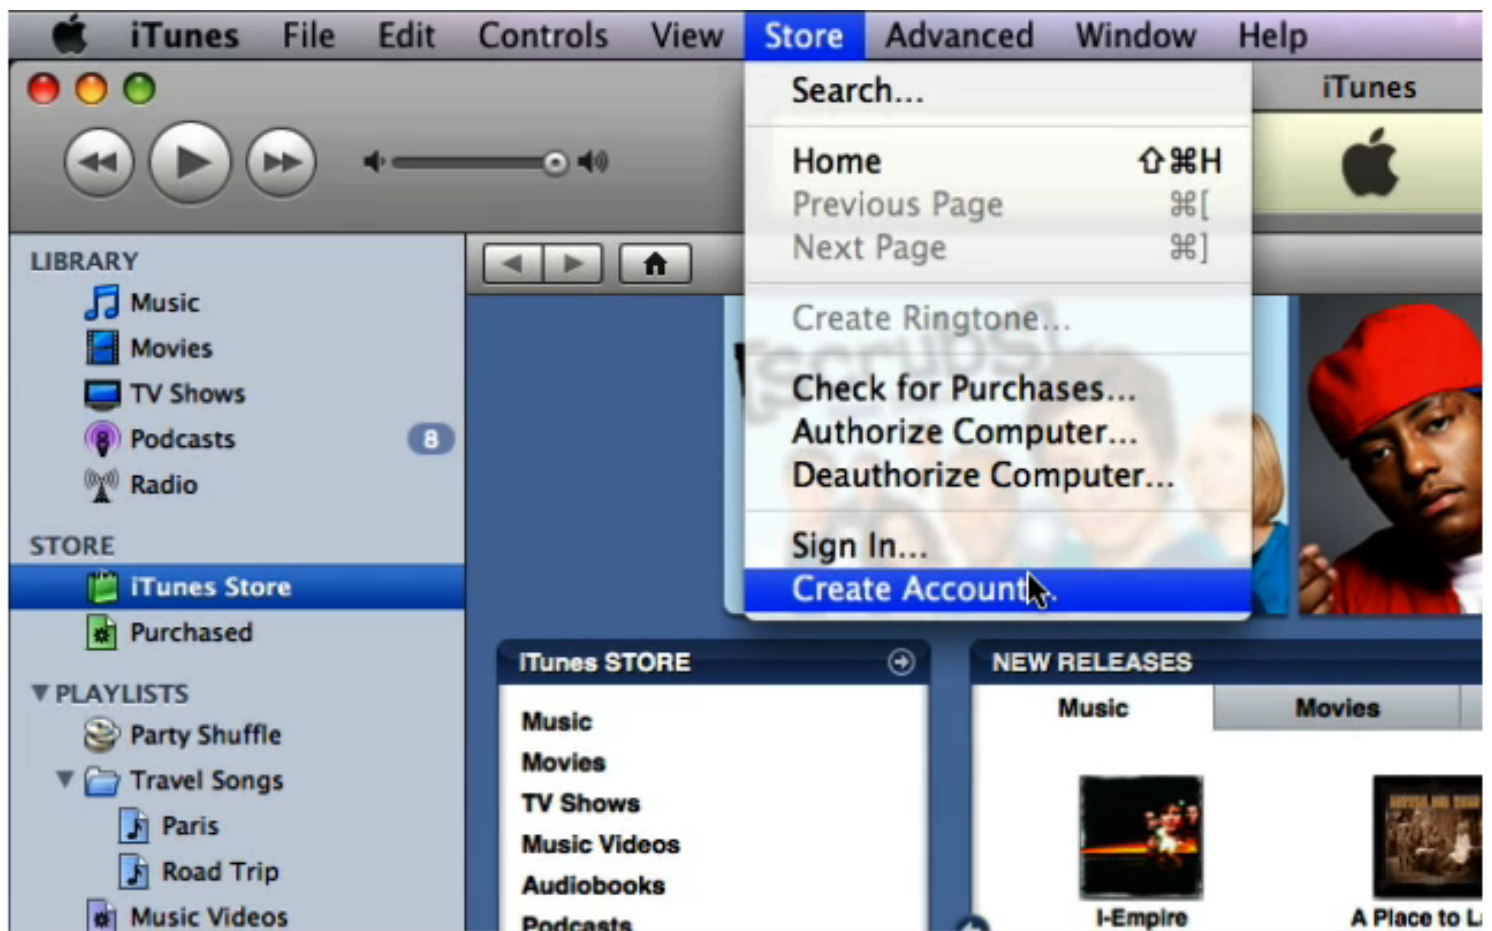 iTunes File Edit Controls View Store Advanced Window Help
iTunes
Search...
Home ⇧⌘H
Previous Page ⌘[
Next Page ⌘]
Create Ringtone...
Check for Purchases...
Authorize Computer...
Deauthorize Computer...
Sign In...
Create Account...
[scrubs]
LIBRARY
Music
Movies
TV Shows
Podcasts 8
Radio
STORE
iTunes Store
Purchased
PLAYLISTS
Party Shuffle
Travel Songs
Paris
Road Trip
Music Videos
iTunes STORE
Music
Movies
TV Shows
Music Videos
Audiobooks
Podcasts
NEW RELEASES
Music Movies
I-Empire
A Place to